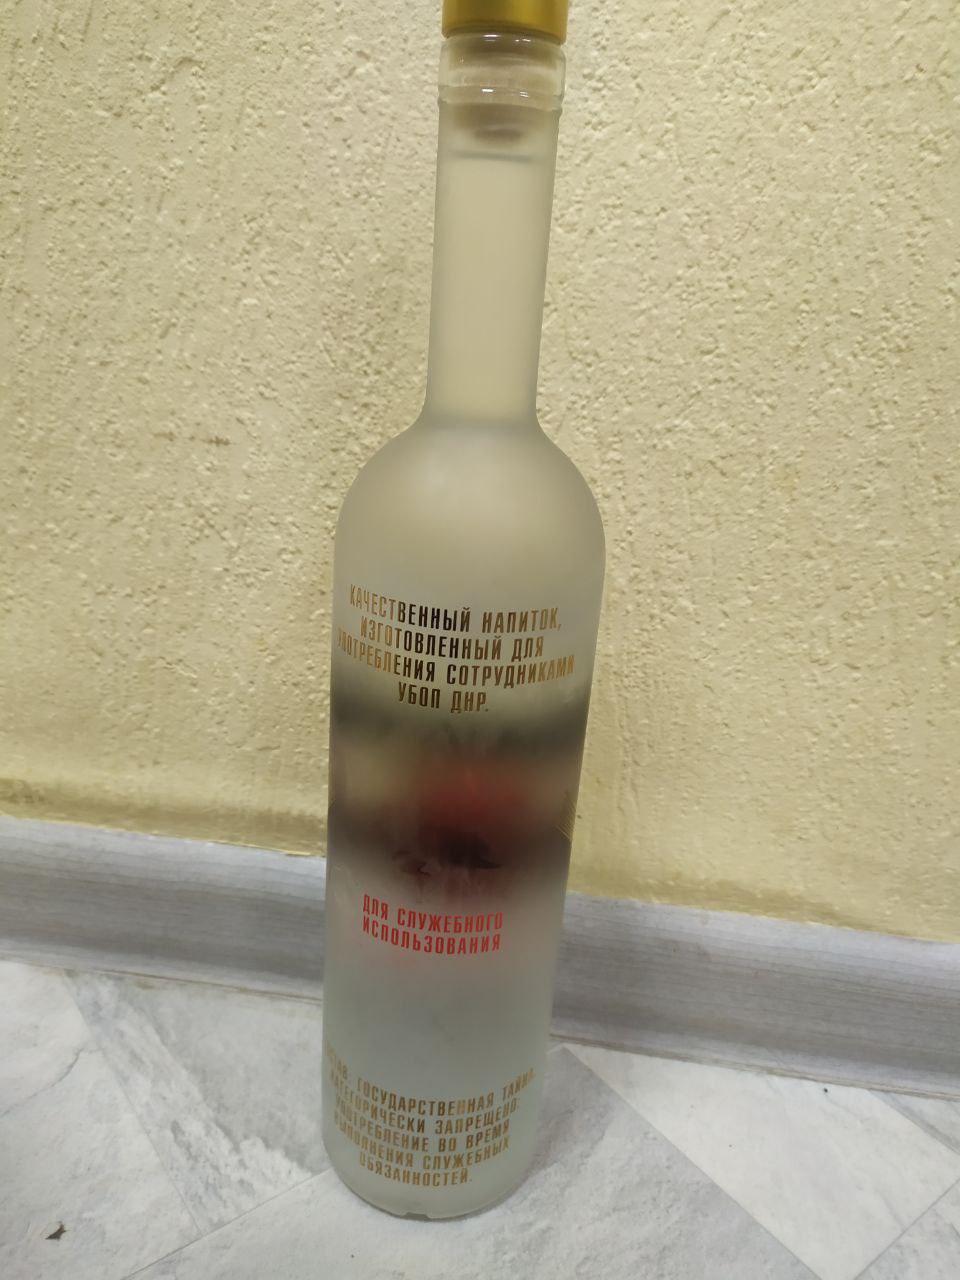 КАЧЕСТВЕННЫЙ НАПИТОК,
ИЗГОТОВЛЕННЫЙ ДЛЯ
УПОТРЕБЛЕНИЯ СОТРУДНИКАМИ
УБОП ДНР.
ДЛЯ СЛУЖЕБНОГО
ИСПОЛЬЗОВАНИЯ
СОСТАВ: ГОСУДАРСТВЕННАЯ ТАЙНА.
КАТЕГОРИЧЕСКИ ЗАПРЕЩЕНО:
УПОТРЕБЛЕНИЕ ВО ВРЕМЯ
ВЫПОЛНЕНИЯ СЛУЖЕБНЫХ
ОБЯЗАННОСТЕЙ.